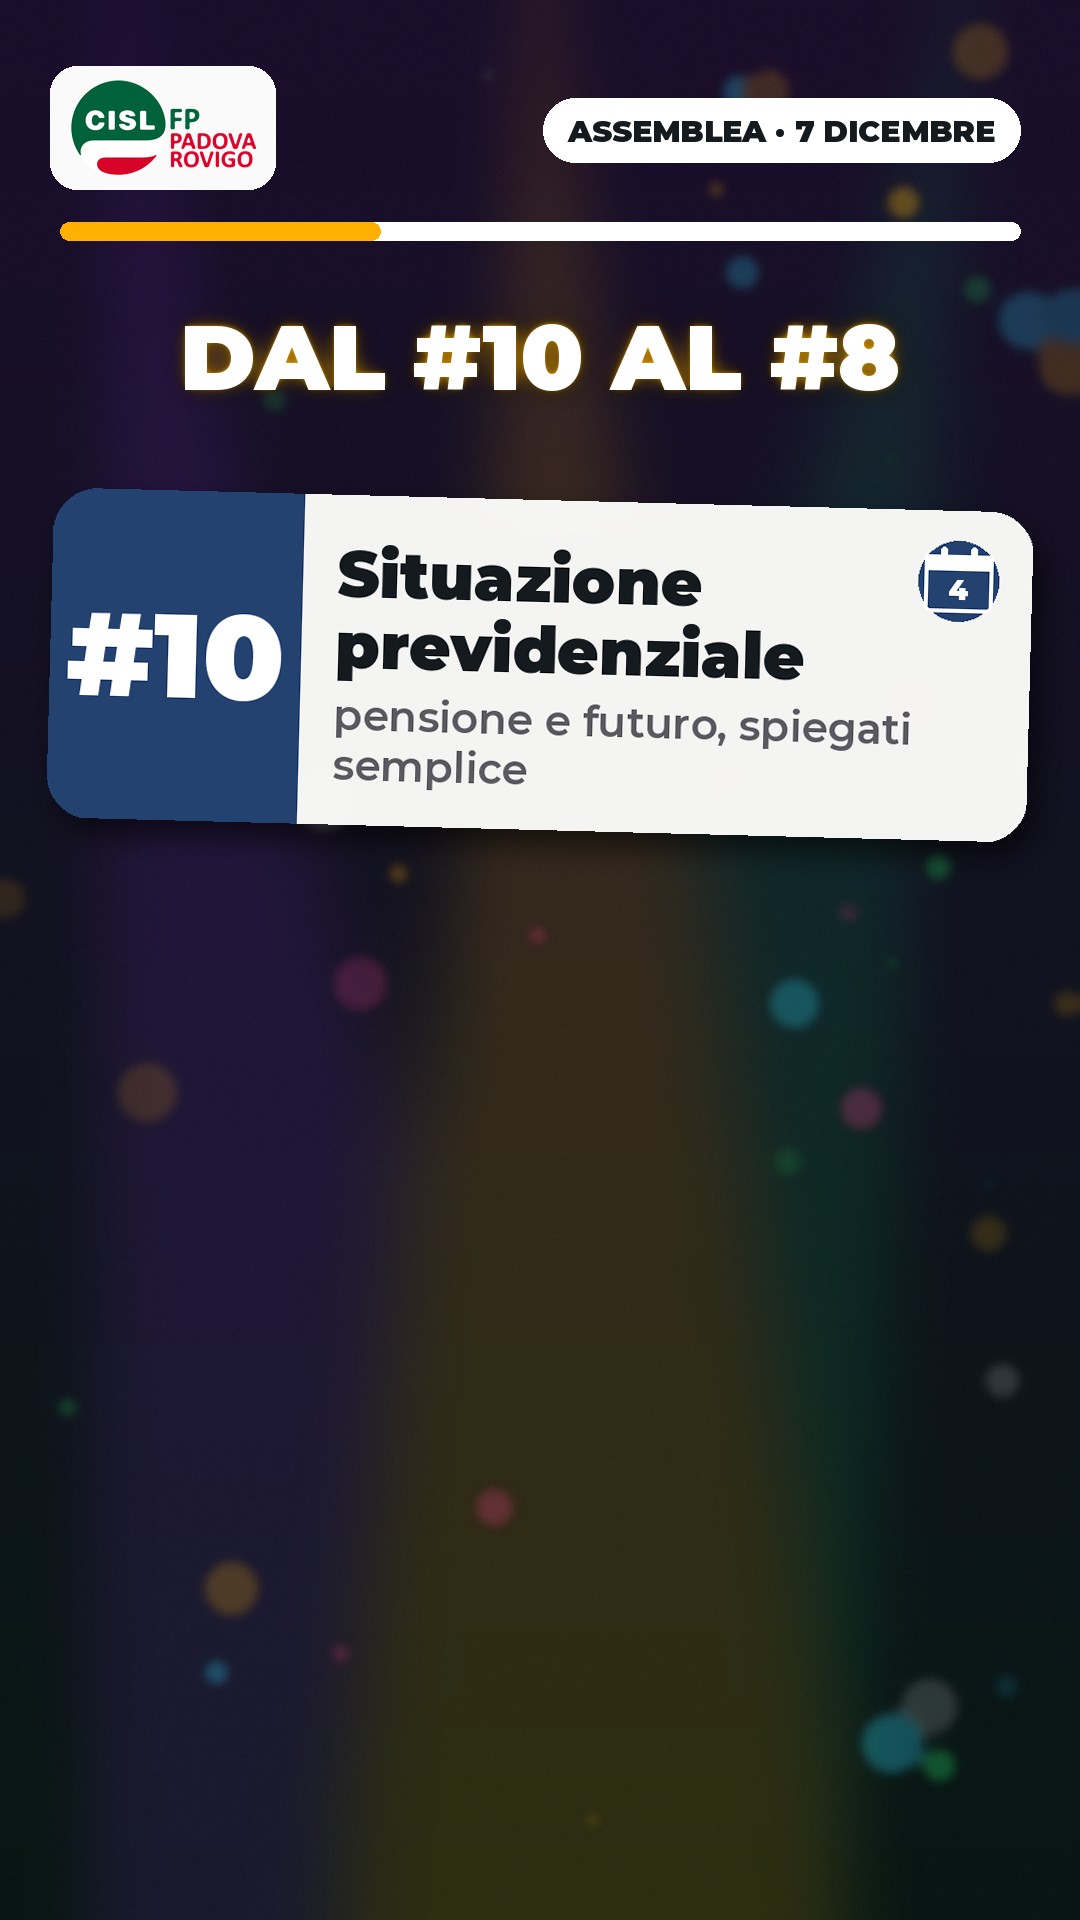 CISL FP
PADOVA
ROVIGO
ASSEMBLEA • 7 DICEMBRE
DAL #10 AL #8
#10
Situazione
previdenziale
pensione e futuro, spiegati
semplice
4